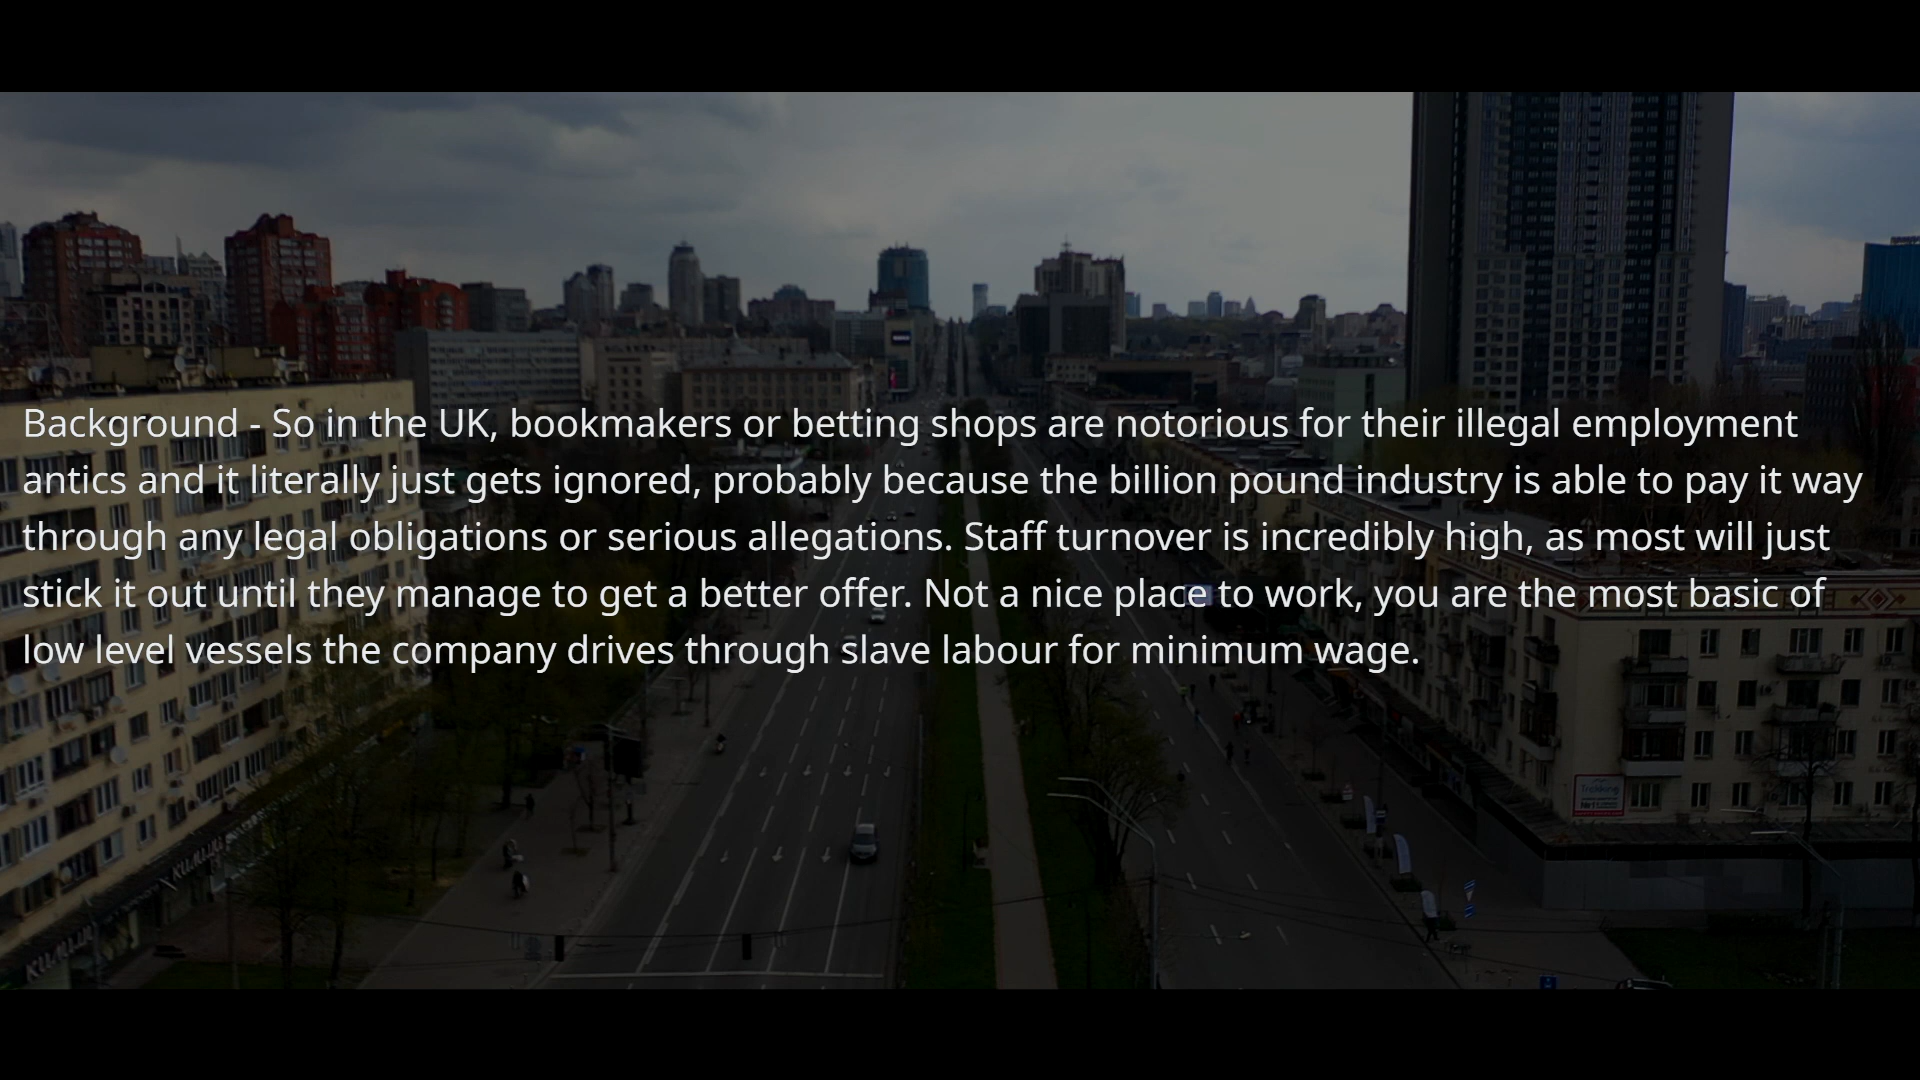 Background - So in the UK, bookmakers or betting shops are notorious for their illegal employment
antics and it literally just gets ignored, probably because the billion pound industry is able to pay it way
through any legal obligations or serious allegations. Staff turnover is incredibly high, as most will just
stick it out until they manage to get a better offer. Not a nice place to work, you are the most basic of
low level vessels the company drives through slave labour for minimum wage.